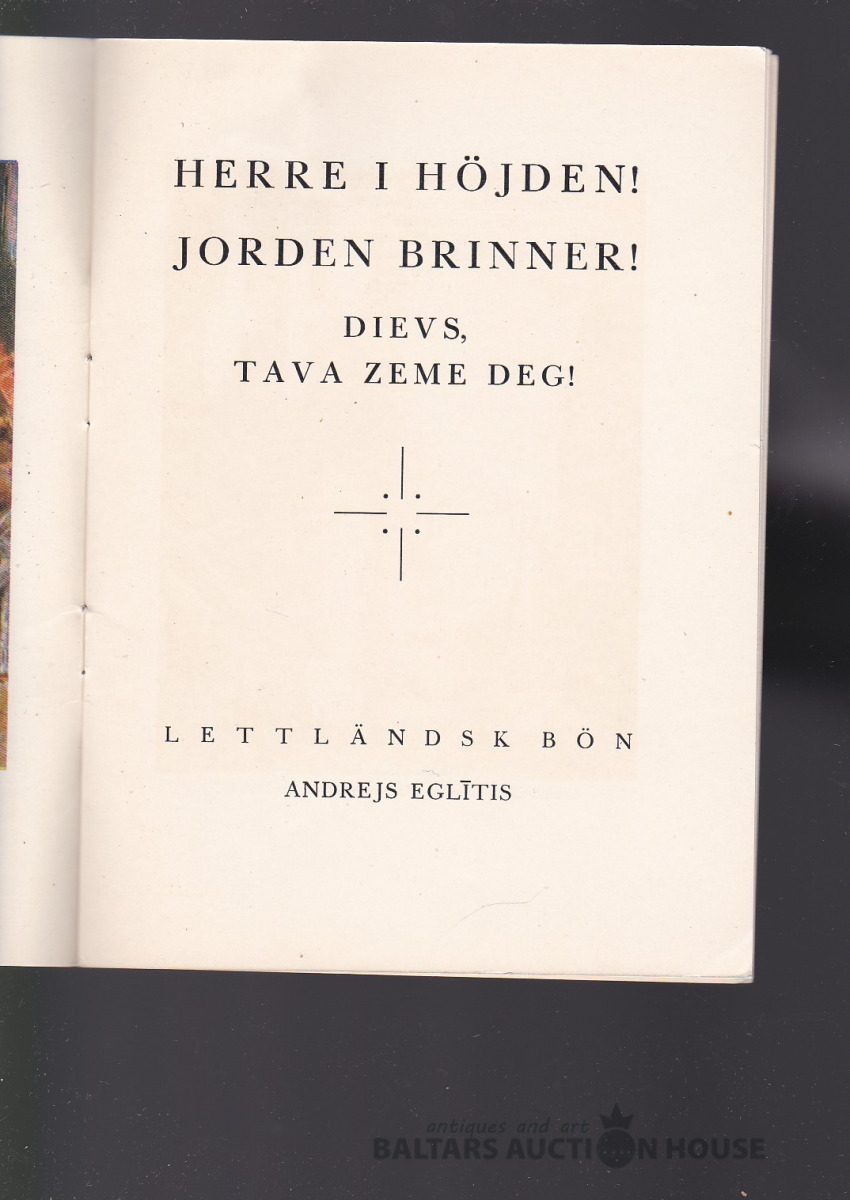 HERRE I HÖJDEN!
JORDEN BRINNER!
DIEVS,
TAVA ZEME DEG!
LETTLÄNDSK BÖN
ANDREJS EGLĪTIS
antiques and art
BALTARS AUCTION HOUSE